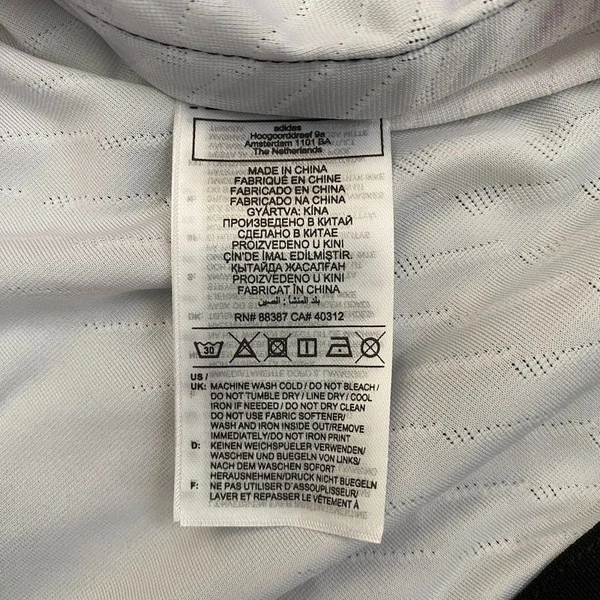 adidas
Hoogoorddreef 9a
Amsterdam 1101 BA
The Netherlands
MADE IN CHINA
FABRIQUÉ EN CHINE
FABRICADO EN CHINA
FABRICADO NA CHINA
GYÁRTVA: KÍNA
ПРОИЗВЕДЕНО В КИТАЙ
СДЕЛАНО В КИТАЕ
PROIZVEDENO U KINI
ÇİN'DE İMAL EDİLMİŞTİR.
ҚЫТАЙДА ЖАСАЛҒАН
PROIZVEDENO U KINI
FABRICAT ÎN CHINA
بلد المنشأ : الصين
RN# 88387 CA# 40312
30
US /
UK: MACHINE WASH COLD / DO NOT BLEACH /
DO NOT TUMBLE DRY / LINE DRY / COOL
IRON IF NEEDED / DO NOT DRY CLEAN
DO NOT USE FABRIC SOFTENER/
WASH AND IRON INSIDE OUT/REMOVE
IMMEDIATELY/DO NOT IRON PRINT
D: KEINEN WEICHSPUELER VERWENDEN/
WASCHEN UND BUEGELN VON LINKS/
NACH DEM WASCHEN SOFORT
HERAUSNEHMEN/DRUCK NICHT BUEGELN
F: NE PAS UTILISER D'ASSOUPLISSEUR/
LAVER ET REPASSER LE VÊTEMENT À